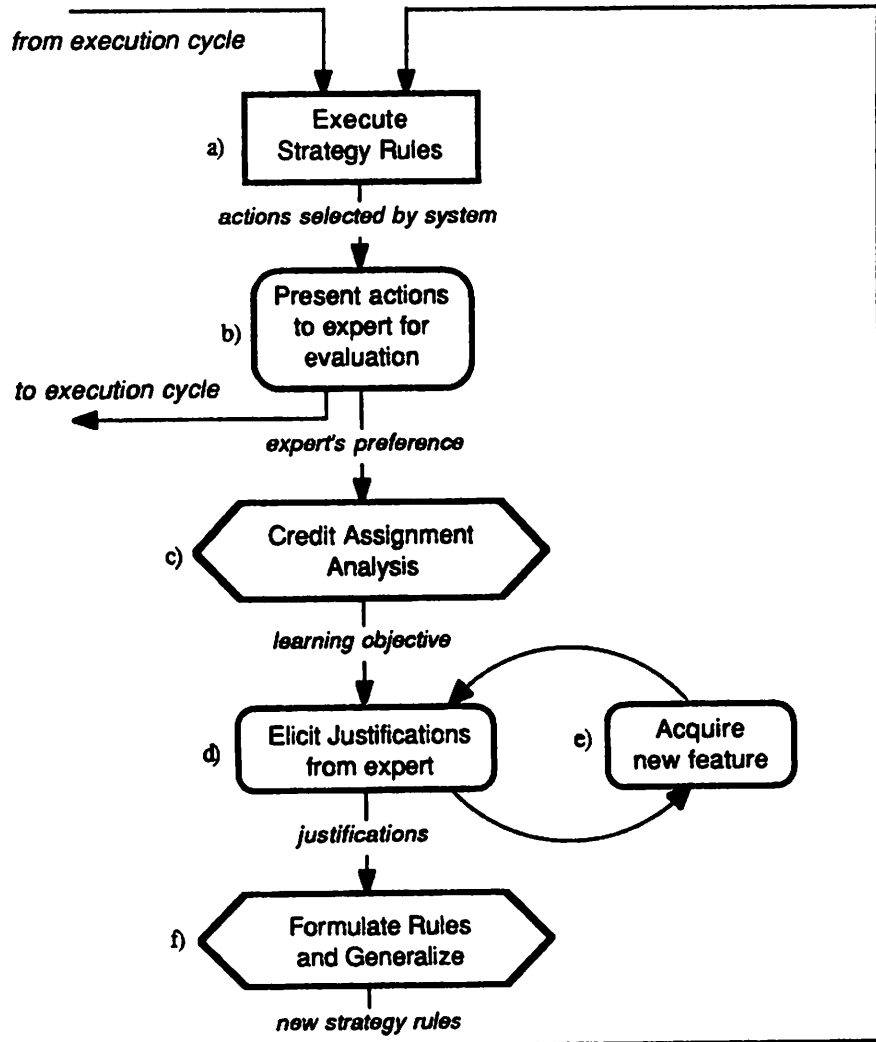 from execution cycle
a)
Execute
Strategy Rules
actions selected by system
b)
Present actions
to expert for
evaluation
to execution cycle
expert's preference
c)
Credit Assignment
Analysis
learning objective
d)
Elicit Justifications
from expert
e)
Acquire
new feature
justifications
f)
Formulate Rules
and Generalize
new strategy rules